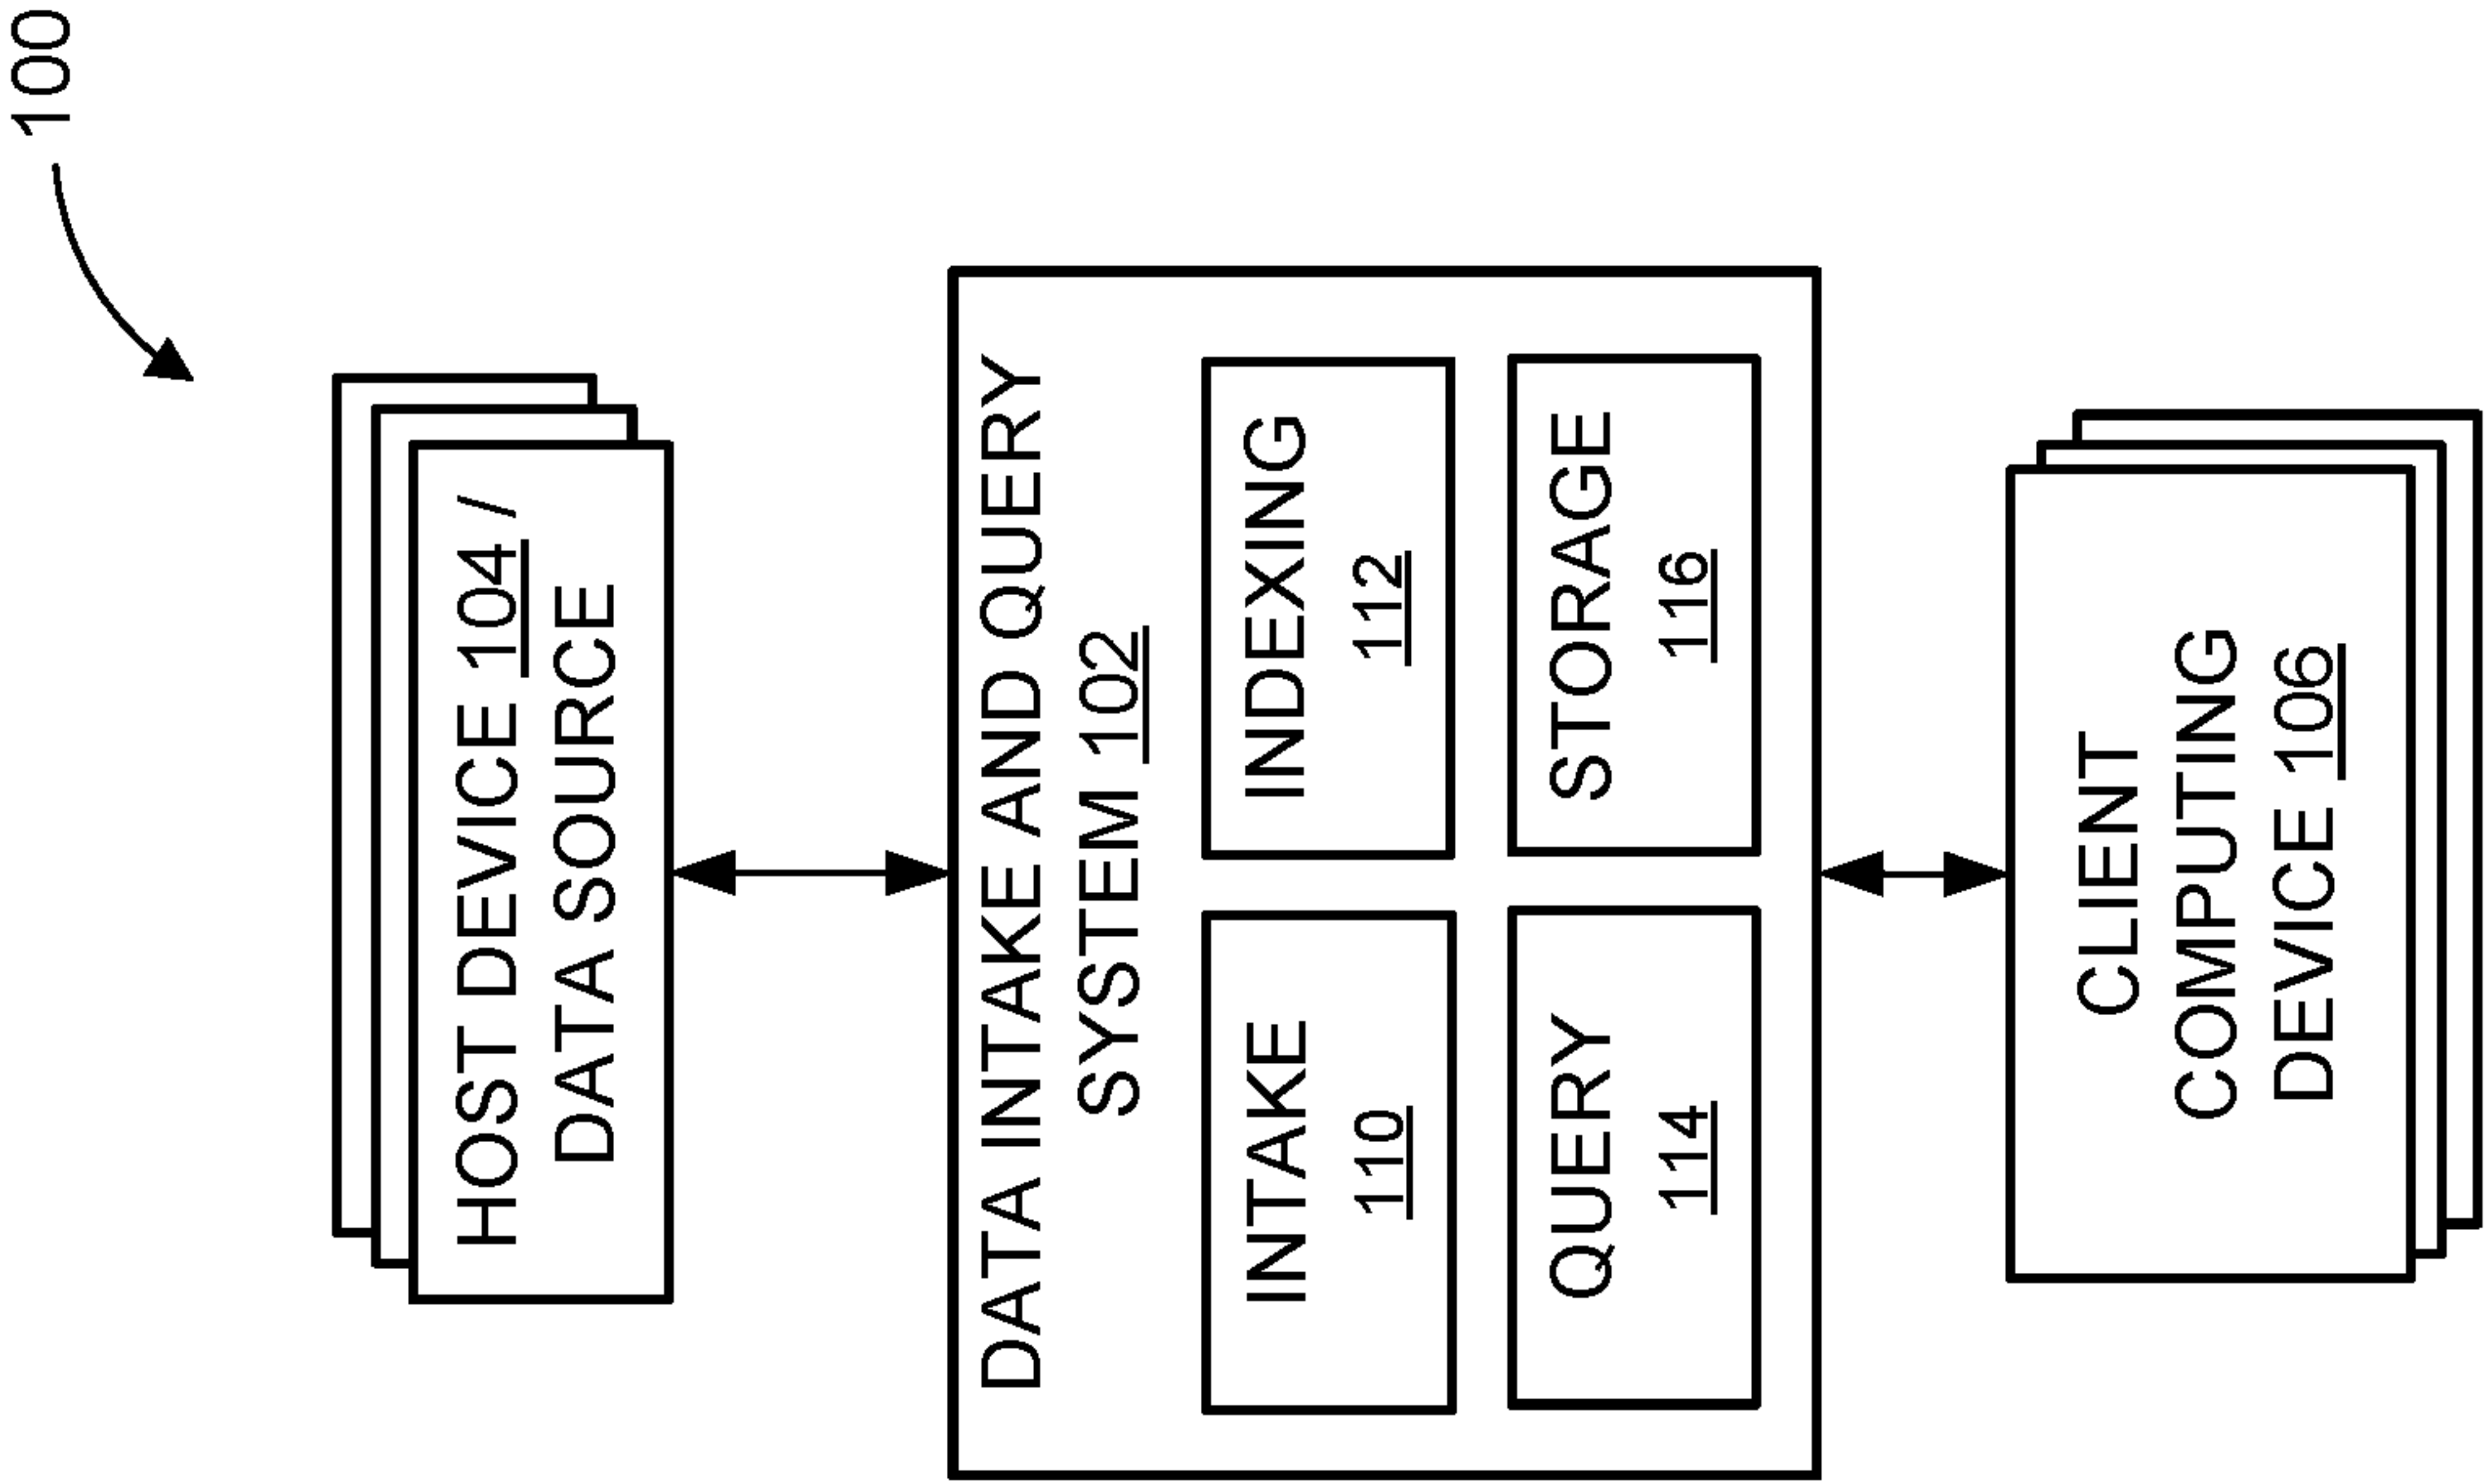 100
HOST DEVICE 104 /
DATA SOURCE
DATA INTAKE AND QUERY
SYSTEM 102
INTAKE
110
INDEXING
112
QUERY
114
STORAGE
116
CLIENT
COMPUTING
DEVICE 106